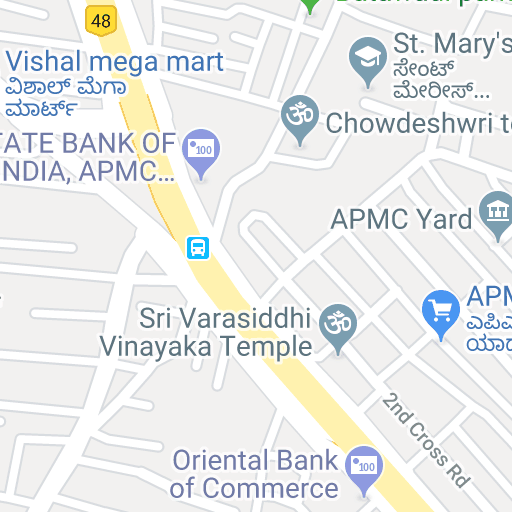 48
Vishal mega mart
ವಿಶಾಲ್ ಮೆಗಾ
ಮಾರ್ಟ್
St. Mary's
ಸೇಂಟ್
ಮೇರೀಸ್...
Chowdeshwri te
TATE BANK OF
INDIA, APMC...
100
APMC Yard
APM
ಎಪಿಎ
ಯಾರ
Sri Varasiddhi
Vinayaka Temple
2nd Cross Rd
Oriental Bank
of Commerce
100